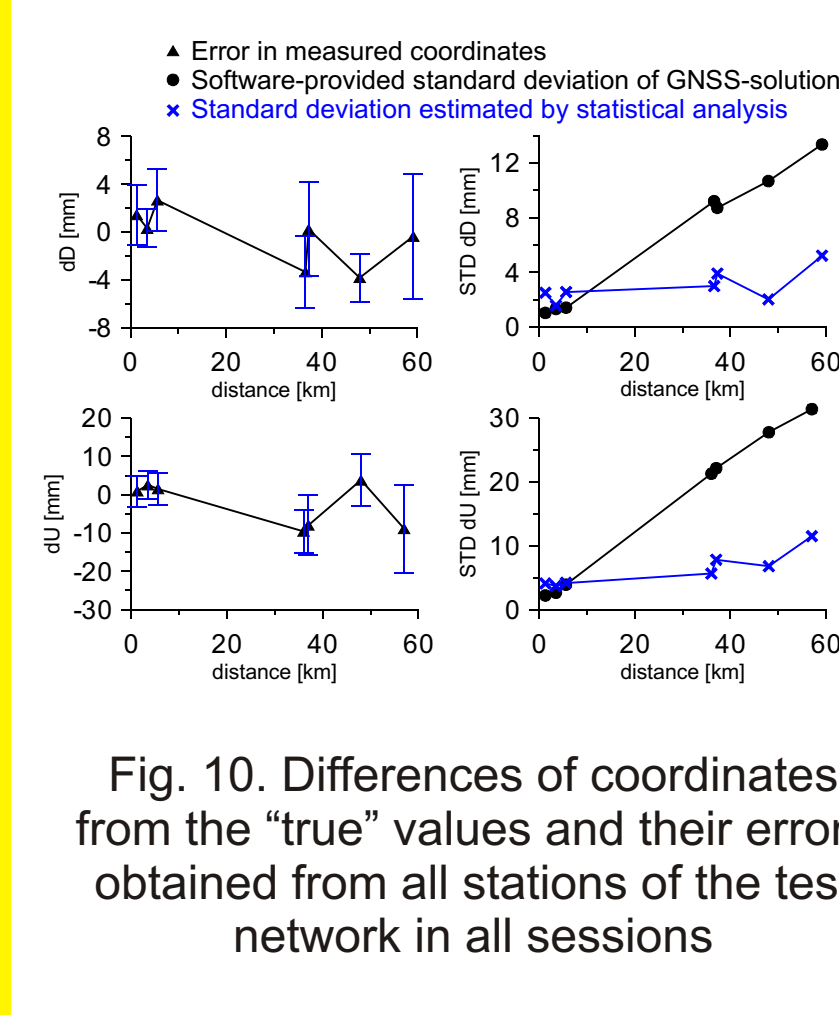 Error in measured coordinates
Software-provided standard deviation of GNSS-solution
Standard deviation estimated by statistical analysis
8
4
0
-4
-8
dD [mm]
0 20 40 60
distance [km]
12
8
4
0
STD dD [mm]
0 20 40 60
distance [km]
20
10
0
-10
-20
-30
dU [mm]
0 20 40 60
distance [km]
30
20
10
0
STD dU [mm]
0 20 40 60
distance [km]
Fig. 10. Differences of coordinates
from the “true” values and their error
obtained from all stations of the tes
network in all sessions